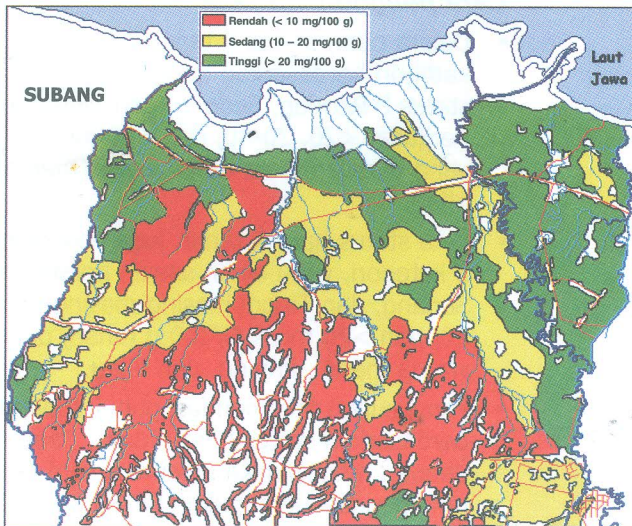 Rendah (< 10 mg/100 g)
Sedang (10 – 20 mg/100 g)
Tinggi (> 20 mg/100 g)
Laut
Jawa
SUBANG